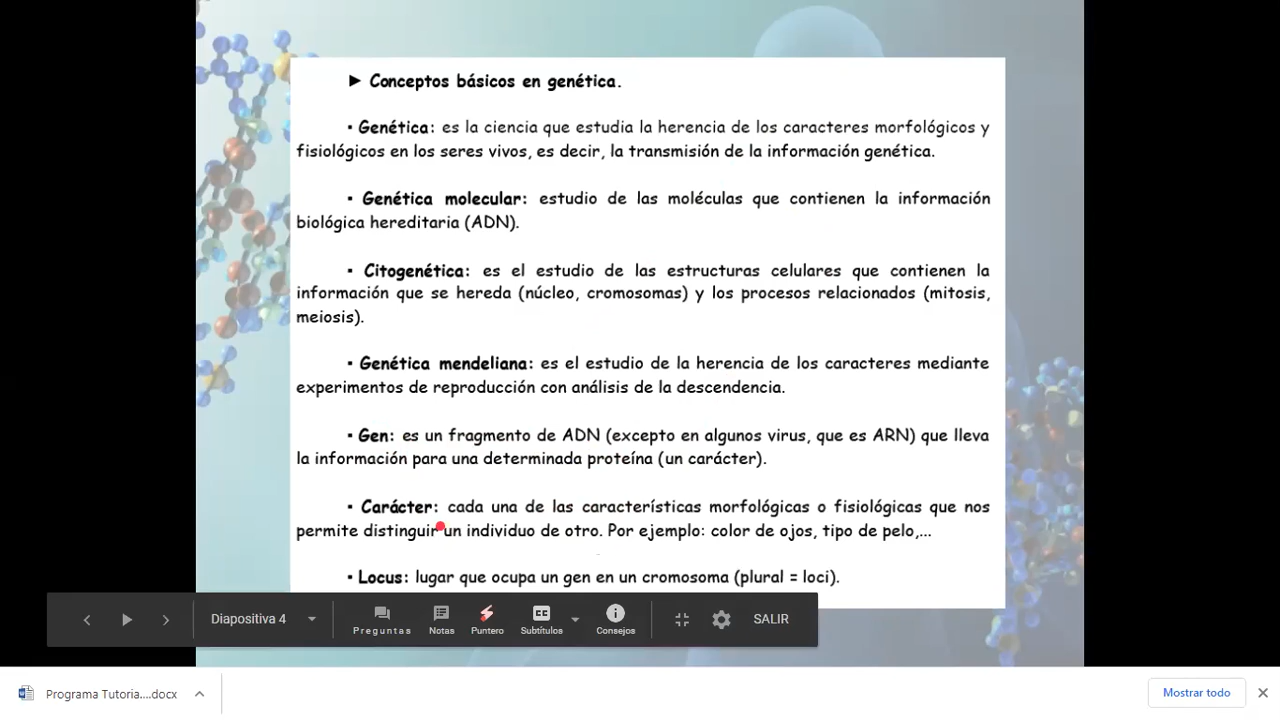 ► Conceptos básicos en genética.
▪ Genética: es la ciencia que estudia la herencia de los caracteres morfológicos y
fisiológicos en los seres vivos, es decir, la transmisión de la información genética.
▪ Genética molecular: estudio de las moléculas que contienen la información
biológica hereditaria (ADN).
▪ Citogenética: es el estudio de las estructuras celulares que contienen la
información que se hereda (núcleo, cromosomas) y los procesos relacionados (mitosis,
meiosis).
▪ Genética mendeliana: es el estudio de la herencia de los caracteres mediante
experimentos de reproducción con análisis de la descendencia.
▪ Gen: es un fragmento de ADN (excepto en algunos virus, que es ARN) que lleva
la información para una determinada proteína (un carácter).
▪ Carácter: cada una de las características morfológicas o fisiológicas que nos
permite distinguir un individuo de otro. Por ejemplo: color de ojos, tipo de pelo,...
▪ Locus: lugar que ocupa un gen en un cromosoma (plural = loci).
Diapositiva 4
Preguntas Notas Puntero Subtítulos Consejos
SALIR
Programa Tutoria....docx
Mostrar todo